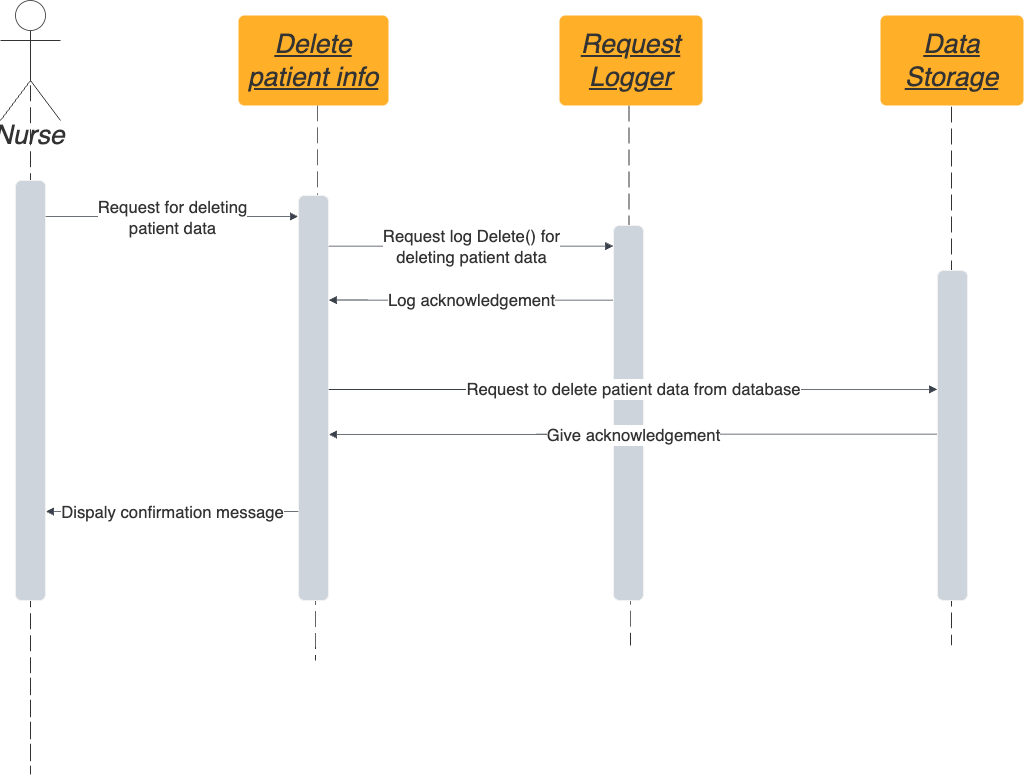 Delete
patient info
Request
Logger
Data
Storage
Nurse
Request for deleting
patient data
Request log Delete() for
deleting patient data
Log acknowledgement
Request to delete patient data from database
Give acknowledgement
Dispaly confirmation message